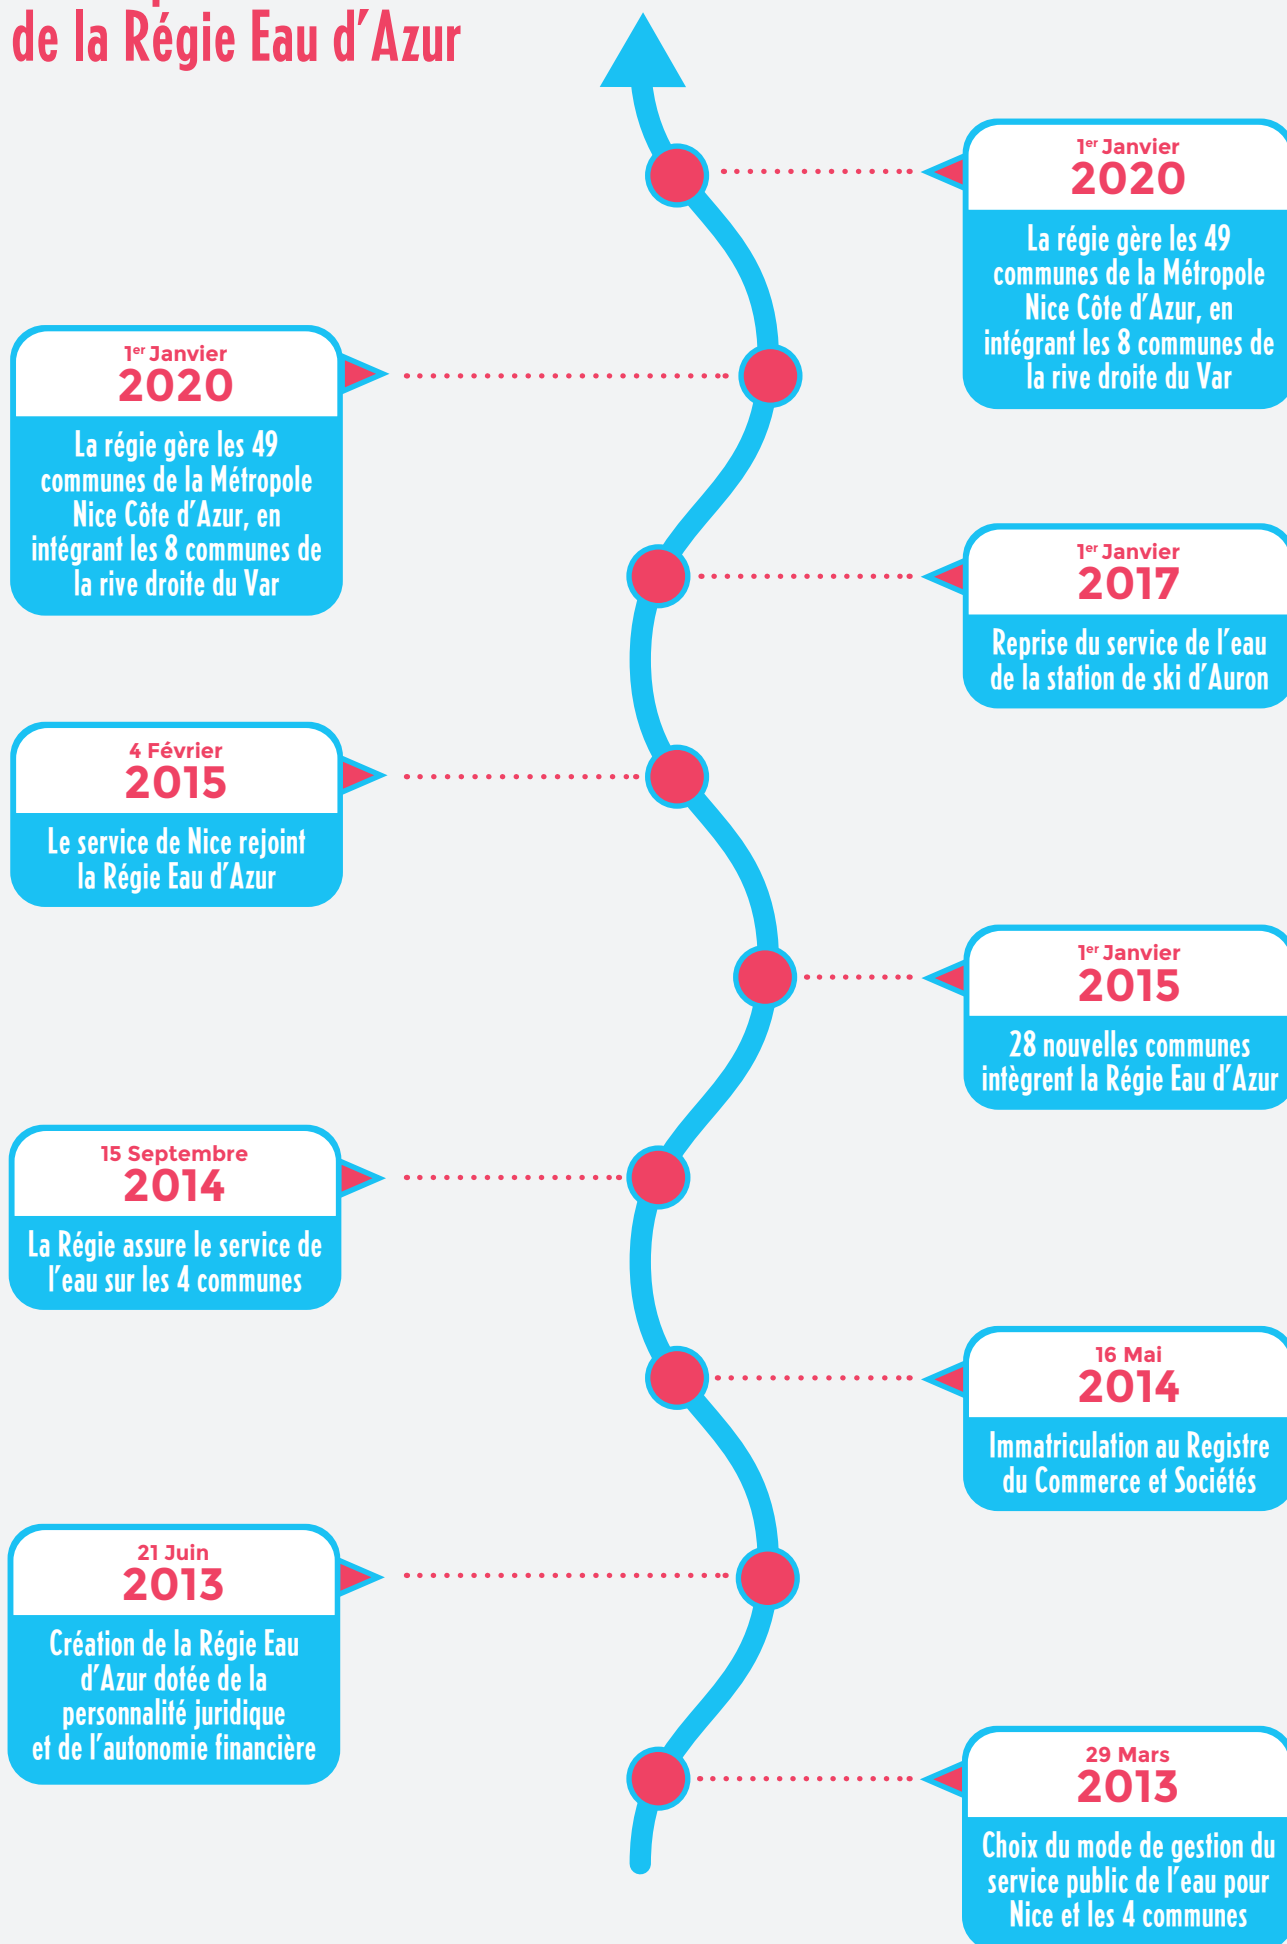 de la Régie Eau d'Azur
1er Janvier
2020
La régie gère les 49
communes de la Métropole
Nice Côte d'Azur, en
intégrant les 8 communes de
la rive droite du Var
1er Janvier
2020
La régie gère les 49
communes de la Métropole
Nice Côte d'Azur, en
intégrant les 8 communes de
la rive droite du Var
1er Janvier
2017
Reprise du service de l'eau
de la station de ski d'Auron
4 Février
2015
Le service de Nice rejoint
la Régie Eau d'Azur
1er Janvier
2015
28 nouvelles communes
intègrent la Régie Eau d'Azur
15 Septembre
2014
La Régie assure le service de
l'eau sur les 4 communes
16 Mai
2014
Immatriculation au Registre
du Commerce et Sociétés
21 Juin
2013
Création de la Régie Eau
d'Azur dotée de la
personnalité juridique
et de l'autonomie financière
29 Mars
2013
Choix du mode de gestion du
service public de l'eau pour
Nice et les 4 communes